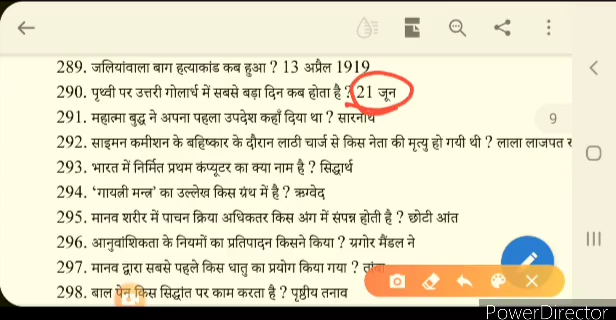 289. जलियांवाला बाग हत्याकांड कब हुआ ? 13 अप्रैल 1919
290. पृथ्वी पर उत्तरी गोलार्ध में सबसे बड़ा दिन कब होता है ? 21 जून
291. महात्मा बुद्ध ने अपना पहला उपदेश कहाँ दिया था ? सारनाथ
9
292. साइमन कमीशन के बहिष्कार के दौरान लाठी चार्ज से किस नेता की मृत्यु हो गयी थी ? लाला लाजपत
293. भारत में निर्मित प्रथम कंप्यूटर का क्या नाम है ? सिद्धार्थ
294. ‘गायत्री मन्त्र’ का उल्लेख किस ग्रंथ में है ? ऋग्वेद
295. मानव शरीर में पाचन क्रिया अधिकतर किस अंग में संपन्न होती है ? छोटी आंत
296. आनुवांशिकता के नियमों का प्रतिपादन किसने किया ? ग्रगोर मैंडल ने
297. मानव द्वारा सबसे पहले किस धातु का प्रयोग किया गया ? तांबा
298. बाल पेन किस सिद्धांत पर काम करता है ? पृष्ठीय तनाव
PowerDirector